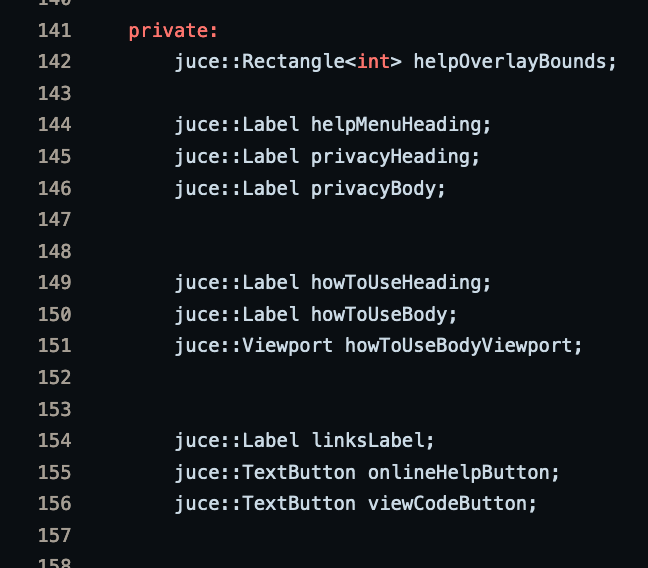 140
141 private:
142 juce::Rectangle<int> helpOverlayBounds;
143
144 juce::Label helpMenuHeading;
145 juce::Label privacyHeading;
146 juce::Label privacyBody;
147
148
149 juce::Label howToUseHeading;
150 juce::Label howToUseBody;
151 juce::Viewport howToUseBodyViewport;
152
153
154 juce::Label linksLabel;
155 juce::TextButton onlineHelpButton;
156 juce::TextButton viewCodeButton;
157
158